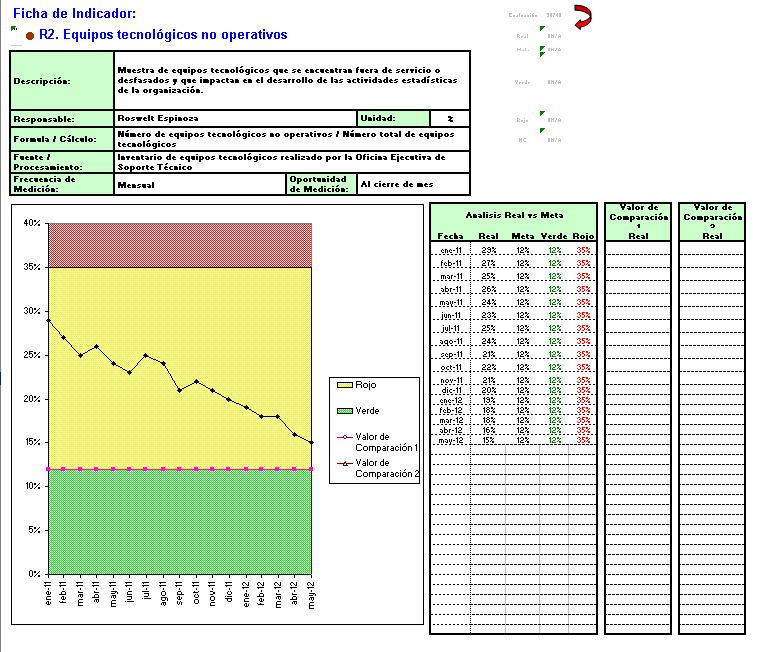 Ficha de Indicador:
R2. Equipos tecnológicos no operativos
Evaluación
Real #N/A
Meta #N/A
Verde #N/A
Rojo #N/A
NC #N/A
Descripción:
Muestra de equipos tecnológicos que se encuentran fuera de servicio o
desfasados y que impactan en el desarrollo de las actividades estadísticas
de la organización.
Responsable: Roswelt Espinoza Unidad: %
Formula / Cálculo:
Número de equipos tecnológicos no operativos / Número total de equipos
tecnológicos
Fuente /
Procesamiento:
Inventario de equipos tecnológicos realizado por la Oficina Ejecutiva de
Soporte Técnico
Frecuencia de
Medición:
Mensual
Oportunidad
de Medición:
Al cierre de mes
40%
35%
30%
25%
20%
15%
10%
5%
0%
ene-11
feb-11
mar-11
abr-11
may-11
jun-11
jul-11
ago-11
sep-11
oct-11
nov-11
dic-11
ene-12
feb-12
mar-12
abr-12
may-12
Rojo
Verde
Valor de
Comparación 1
Valor de
Comparación 2
Analisis Real vs Meta
Fecha Real Meta Verde Rojo
ene-11 29% 12% 12% 35%
feb-11 27% 12% 12% 35%
mar-11 25% 12% 12% 35%
abr-11 26% 12% 12% 35%
may-11 24% 12% 12% 35%
jun-11 23% 12% 12% 35%
jul-11 25% 12% 12% 35%
ago-11 24% 12% 12% 35%
sep-11 21% 12% 12% 35%
oct-11 22% 12% 12% 35%
nov-11 21% 12% 12% 35%
dic-11 20% 12% 12% 35%
ene-12 19% 12% 12% 35%
feb-12 18% 12% 12% 35%
mar-12 18% 12% 12% 35%
abr-12 16% 12% 12% 35%
may-12 15% 12% 12% 35%
Valor de
Comparación
1
Real
Valor de
Comparación
2
Real